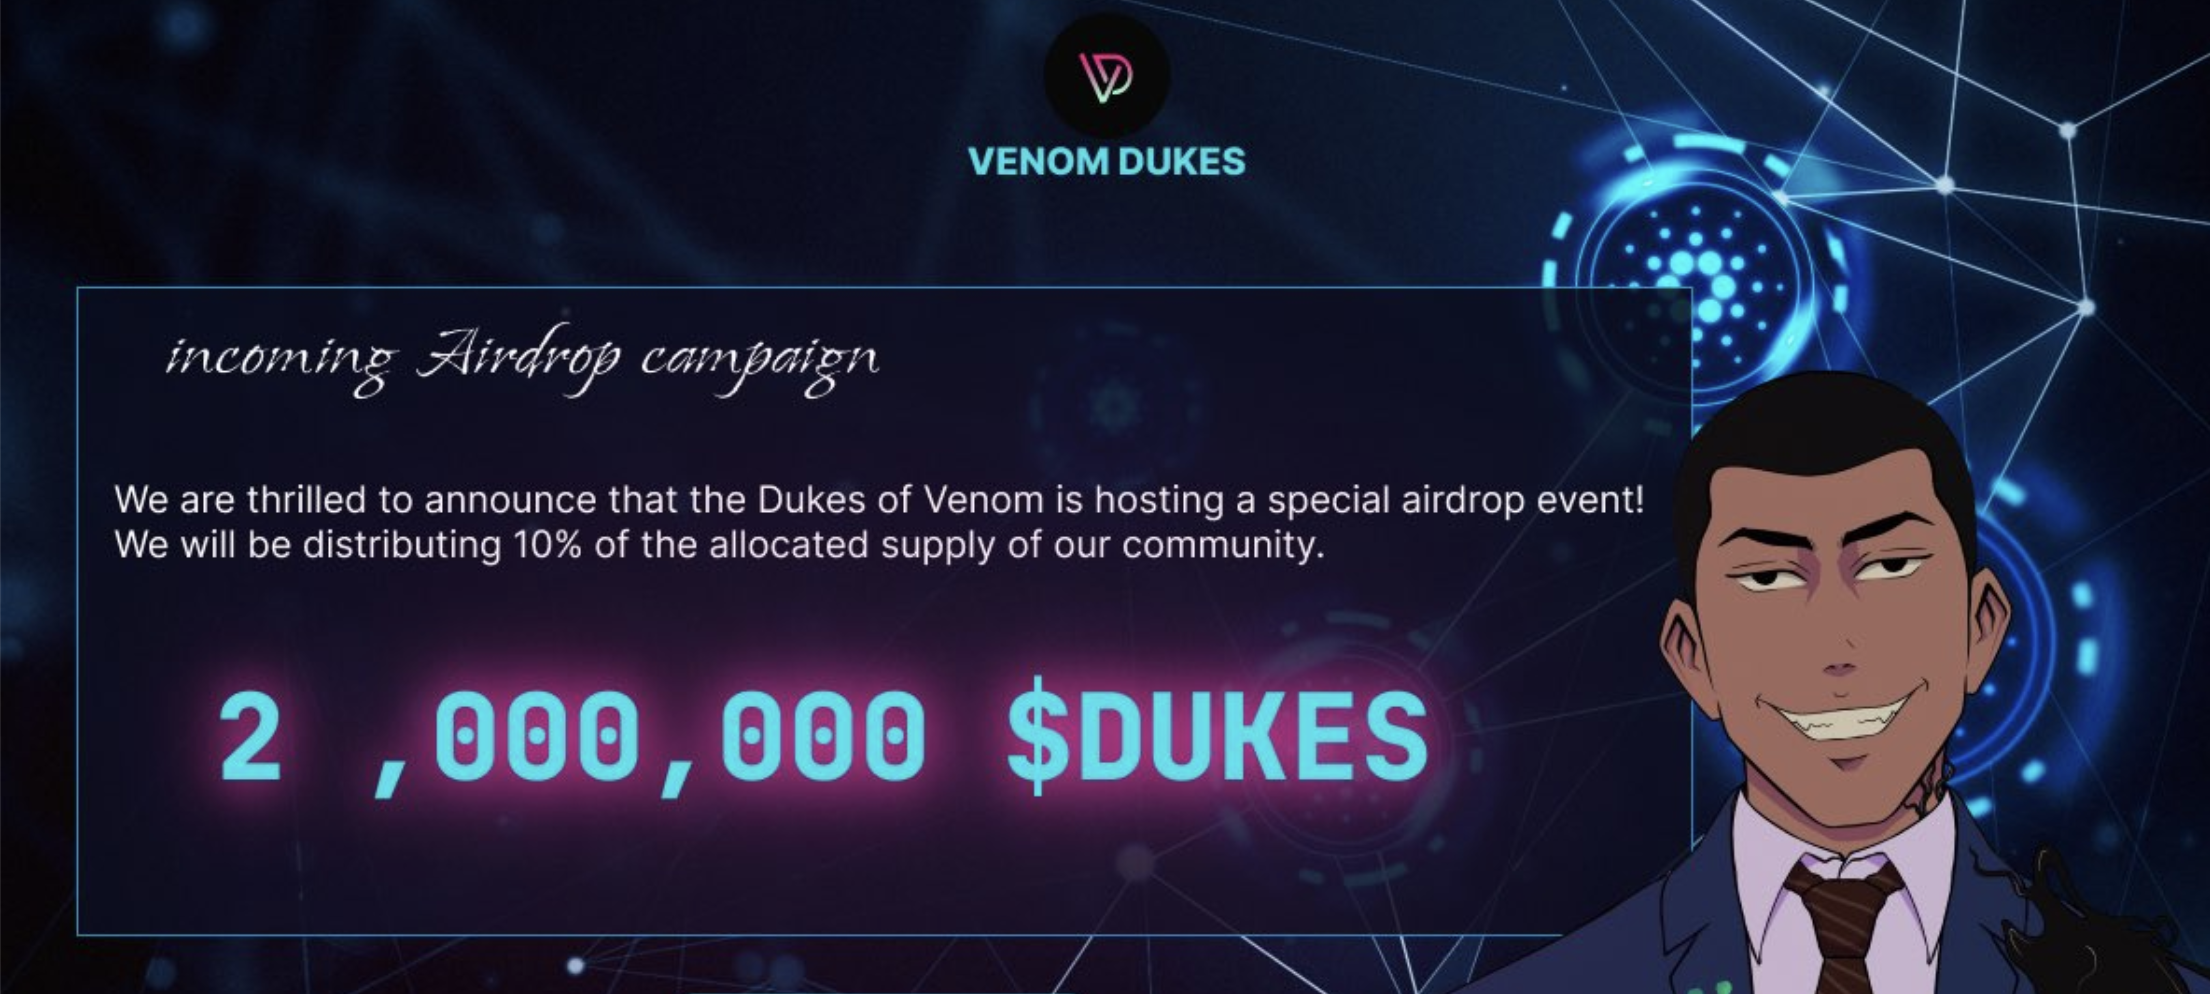 VENOM DUKES
incoming Airdrop campaign
We are thrilled to announce that the Dukes of Venom is hosting a special airdrop event!
We will be distributing 10% of the allocated supply of our community.
2 ,000,000 $DUKES